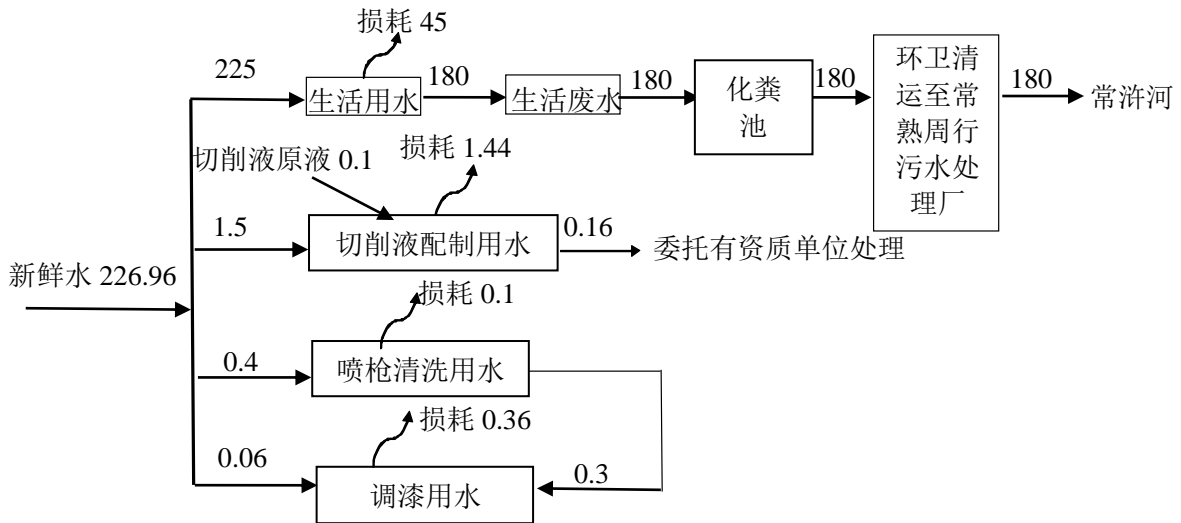 损耗 45
225
生活用水
180
生活废水
180
化粪
池
180
环卫清
运至常
熟周行
污水处
理厂
180
常浒河
切削液原液 0.1
损耗 1.44
1.5
切削液配制用水
0.16
委托有资质单位处理
新鲜水 226.96
损耗 0.1
0.4
喷枪清洗用水
损耗 0.36
0.06
调漆用水
0.3